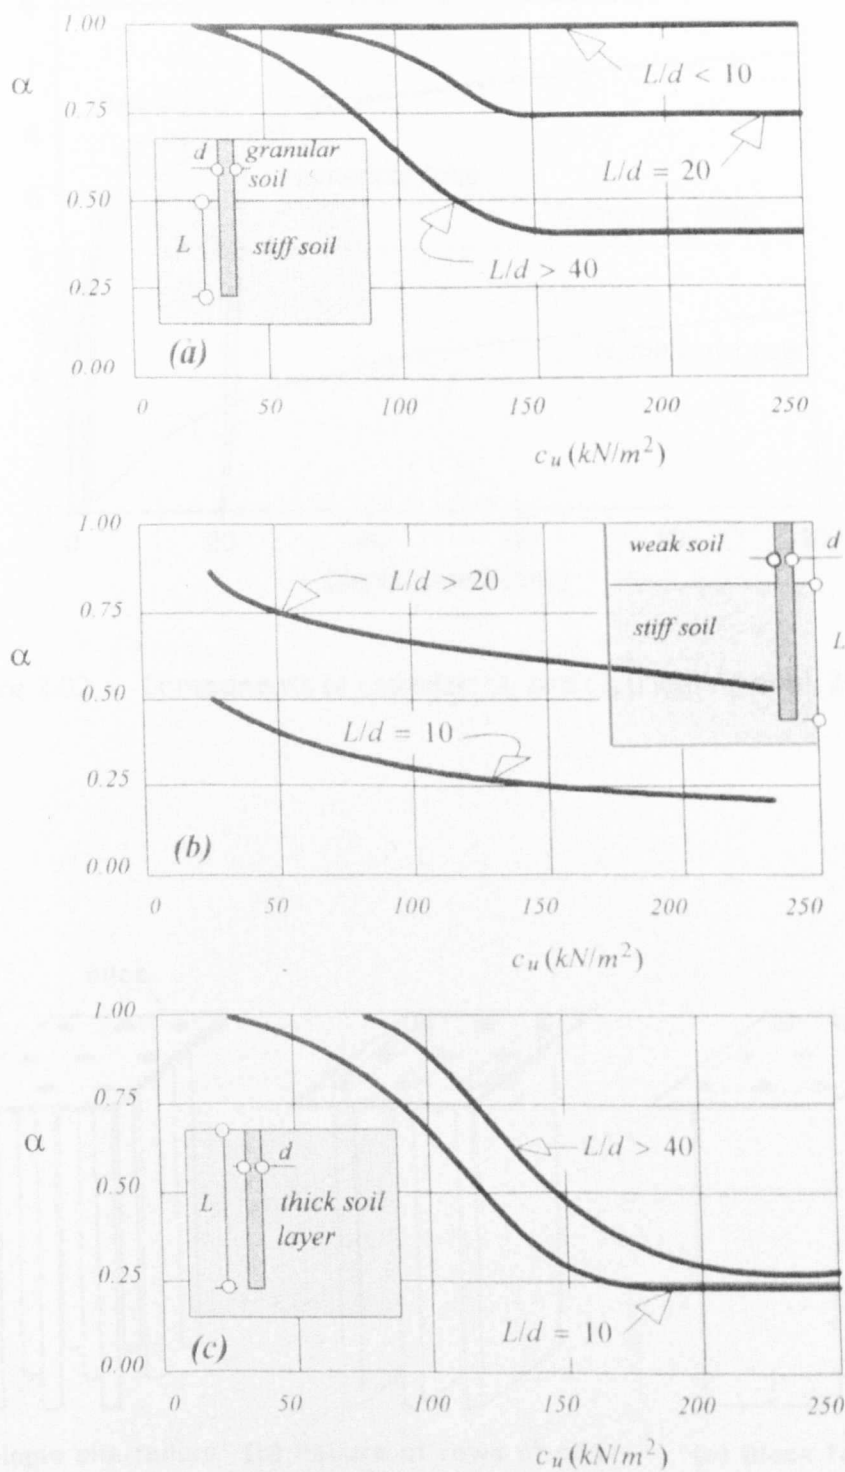 1.00
α
L/d < 10
0.75
d granular soil
L/d = 20
0.50
L stiff soil
L/d > 40
0.25
(a)
0.00
0 50 100 150 200 250
c_u (kN/m²)
1.00
weak soil d
L/d > 20
0.75
stiff soil
α
L
0.50
L/d = 10
0.25
(b)
0.00
0 50 100 150 200 250
c_u (kN/m²)
1.00
0.75
α
d
L/d > 40
L thick soil
layer
0.50
0.25
L/d = 10
(c)
0.00
0 50 100 150 200 250
c_u (kN/m²)